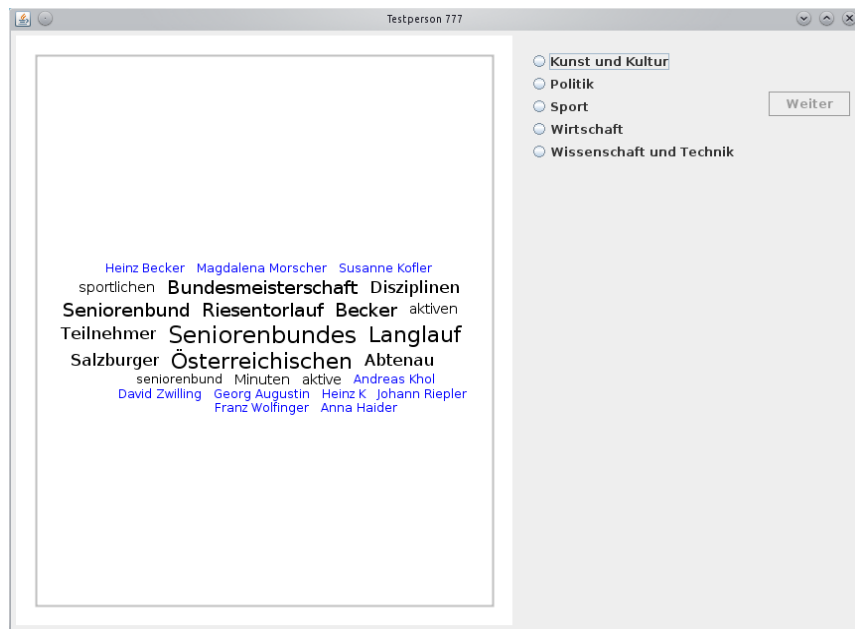 Testperson 777
Heinz Becker Magdalena Morscher Susanne Kofler
sportlichen Bundesmeisterschaft Disziplinen
Seniorenbund Riesentorlauf Becker aktiven
Teilnehmer Seniorenbundes Langlauf
Salzburger Österreichischen Abtenau
seniorenbund Minuten aktive Andreas Khol
David Zwilling Georg Augustin Heinz K Johann Riepler
Franz Wolfinger Anna Haider
Kunst und Kultur
Politik
Sport
Wirtschaft
Wissenschaft und Technik
Weiter